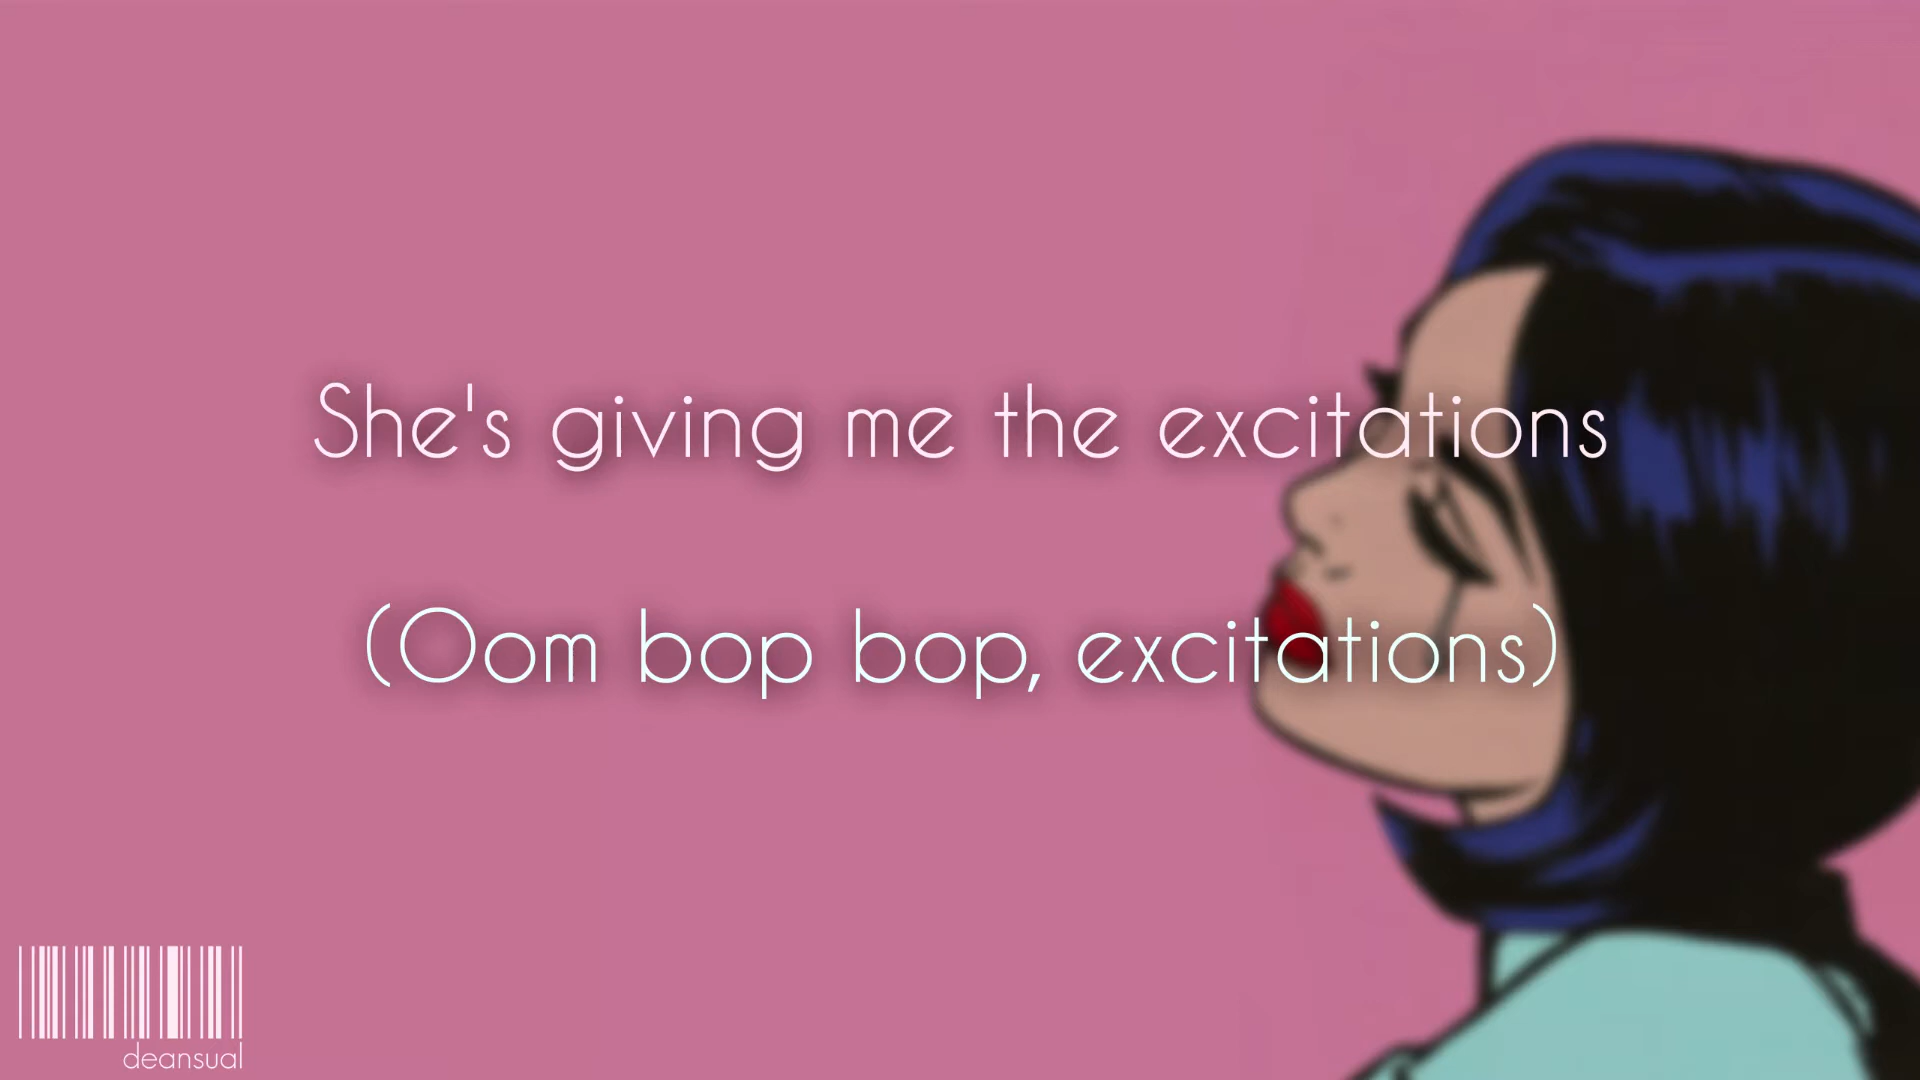 She's giving me the excitations
(Oom bop bop, excitations)
deansual